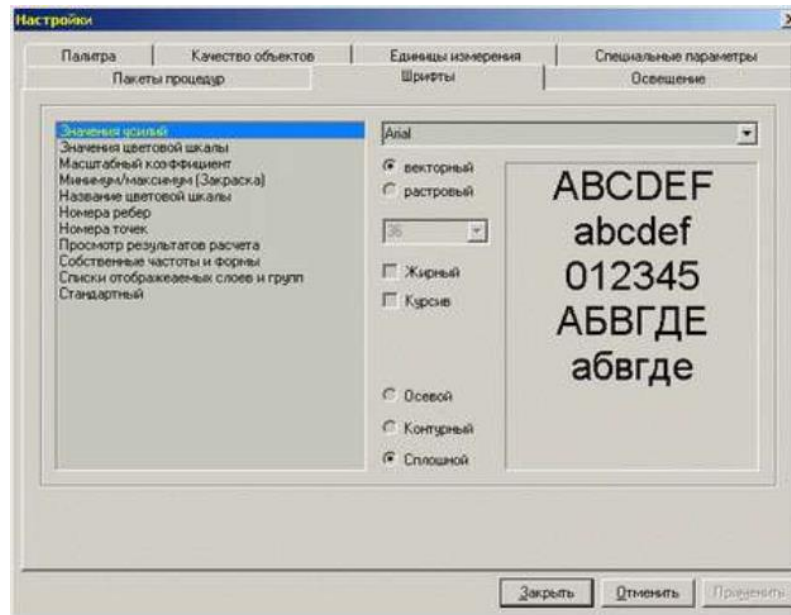 Настройки
Палитра
Качество объектов
Единицы измерения
Специальные параметры
Пакеты процедур
Шрифты
Освещение
Значения усилий
Значения цветовой шкалы
Масштабный коэффициент
Минимум/максимум (Закраска)
Название цветовой шкалы
Номера ребер
Номера точек
Просмотр результатов расчета
Собственные частоты и формы
Списки отображаемых слоев и групп
Стандартный
Arial
векторный
растровый
36
Жирный
Курсив
Осевой
Контурный
Сплошной
ABCDEF
abcdef
012345
АБВГДЕ
абвгде
Закрыть
Отменить
Применить